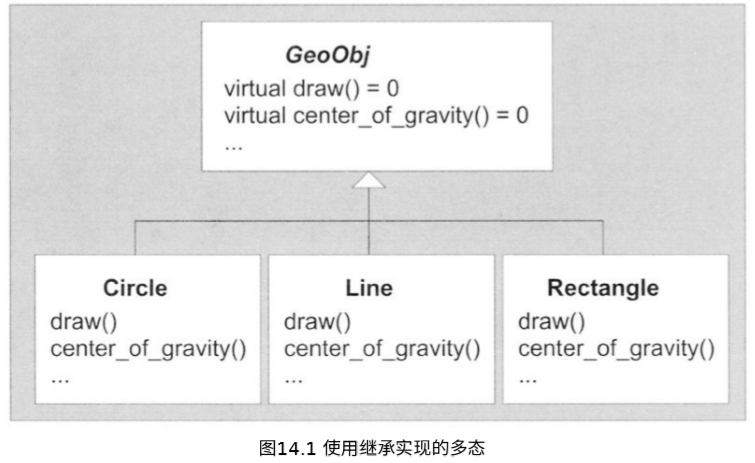 GeoObj
virtual draw() = 0
virtual center_of_gravity() = 0
...
Circle
draw()
center_of_gravity()
...
Line
draw()
center_of_gravity()
...
Rectangle
draw()
center_of_gravity()
...
图14.1 使用继承实现的多态